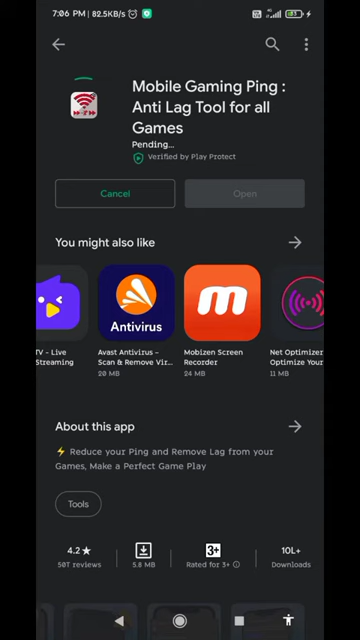 7:06 PM | 82.5KB/s
Mobile Gaming Ping :
Anti Lag Tool for all
Games
Pending...
Verified by Play Protect
Cancel
Open
You might also like
TV - Live
Streaming
Antivirus
Avast Antivirus –
Scan & Remove Vir...
20 MB
m
Mobizen Screen
Recorder
24 MB
Net Optimizer
Optimize Your
11 MB
About this app
⚡ Reduce your Ping and Remove Lag from your
Games, Make a Perfect Game Play
Tools
4.2★
50T reviews
5.8 MB
3+
Rated for 3+
10L+
Downloads